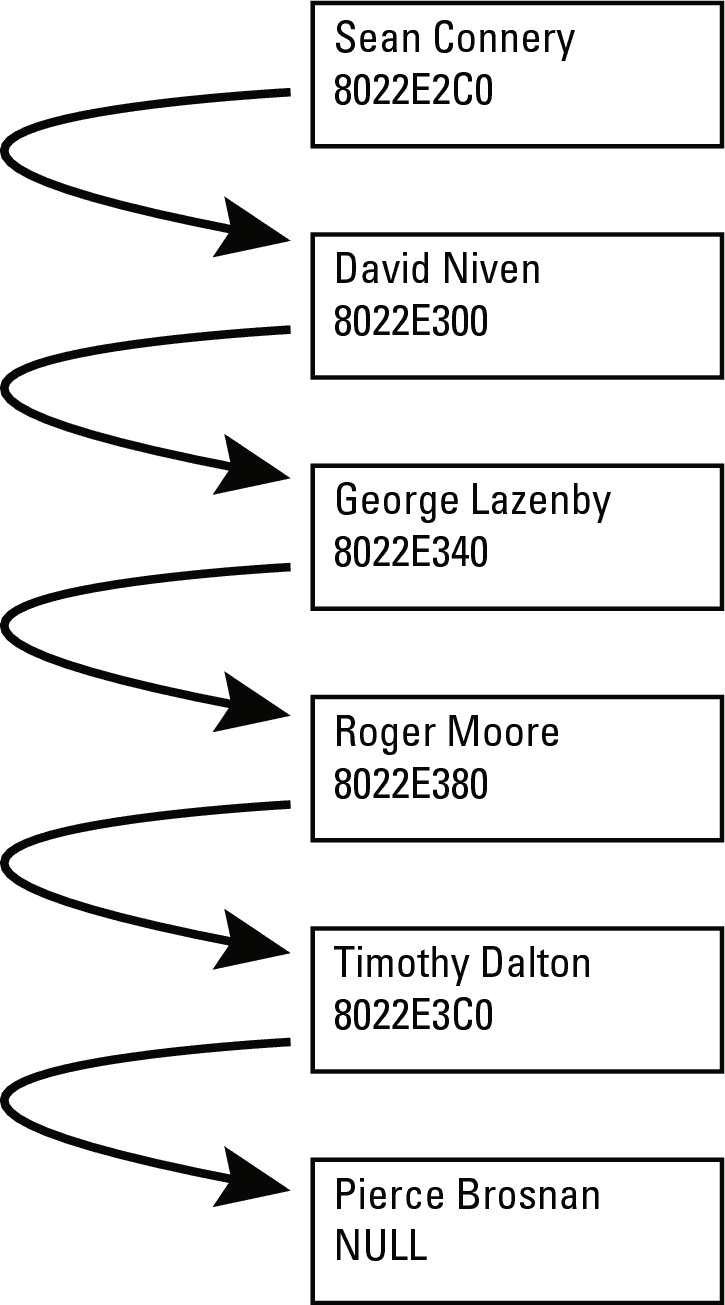 Sean Connery
8022E2C0
David Niven
8022E300
George Lazenby
8022E340
Roger Moore
8022E380
Timothy Dalton
8022E3C0
Pierce Brosnan
NULL